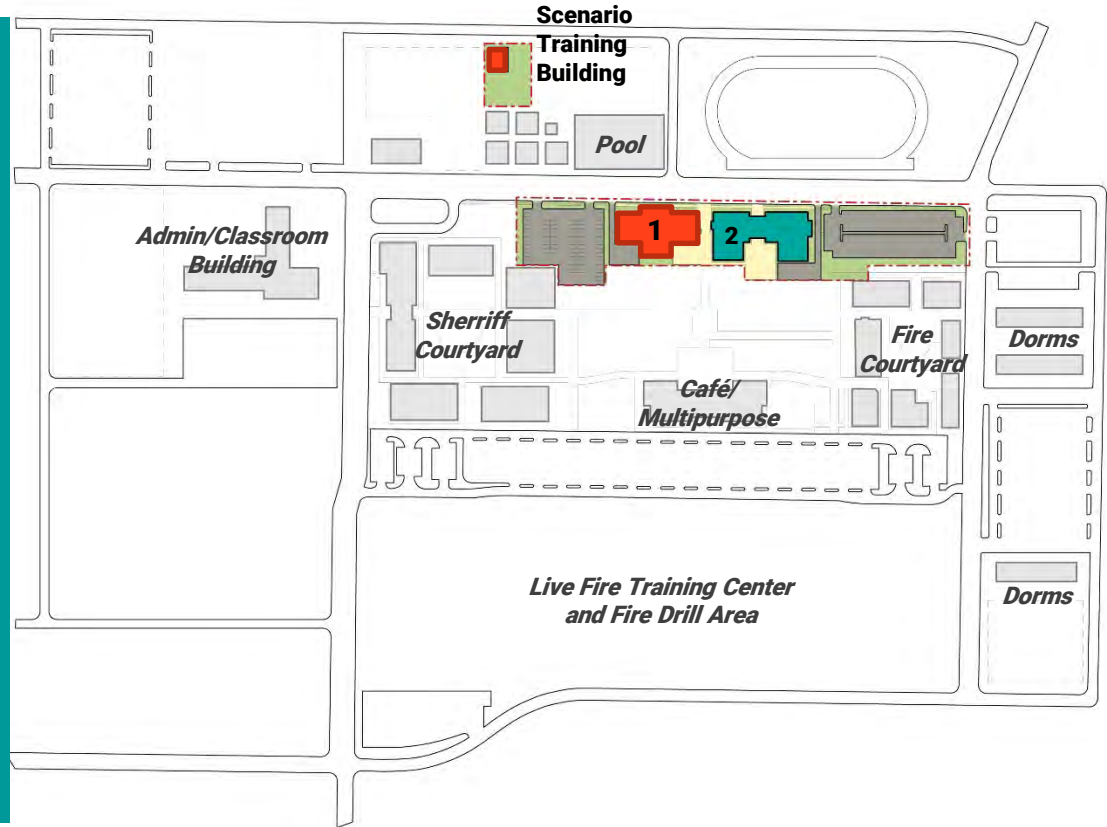 Scenario
Training
Building
Pool
1
2
Admin/Classroom
Building
Sherriff
Courtyard
Fire
Courtyard
Dorms
Café/
Multipurpose
Live Fire Training Center
and Fire Drill Area
Dorms